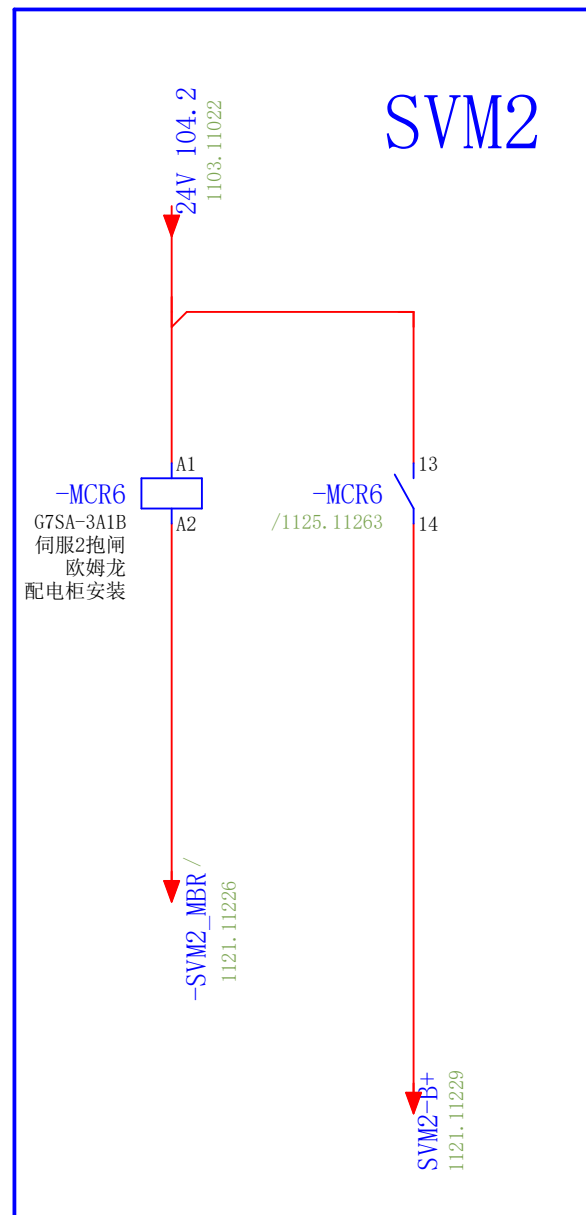 SVM2
24V 104.2
1103.11022
A1
-MCR6
G7SA-3A1B
伺服2抱闸
欧姆龙
配电柜安装
A2
13
-MCR6
/1125.11263
14
-SVM2_MBR
/
1121.11226
SVM2-B+
1121.11229